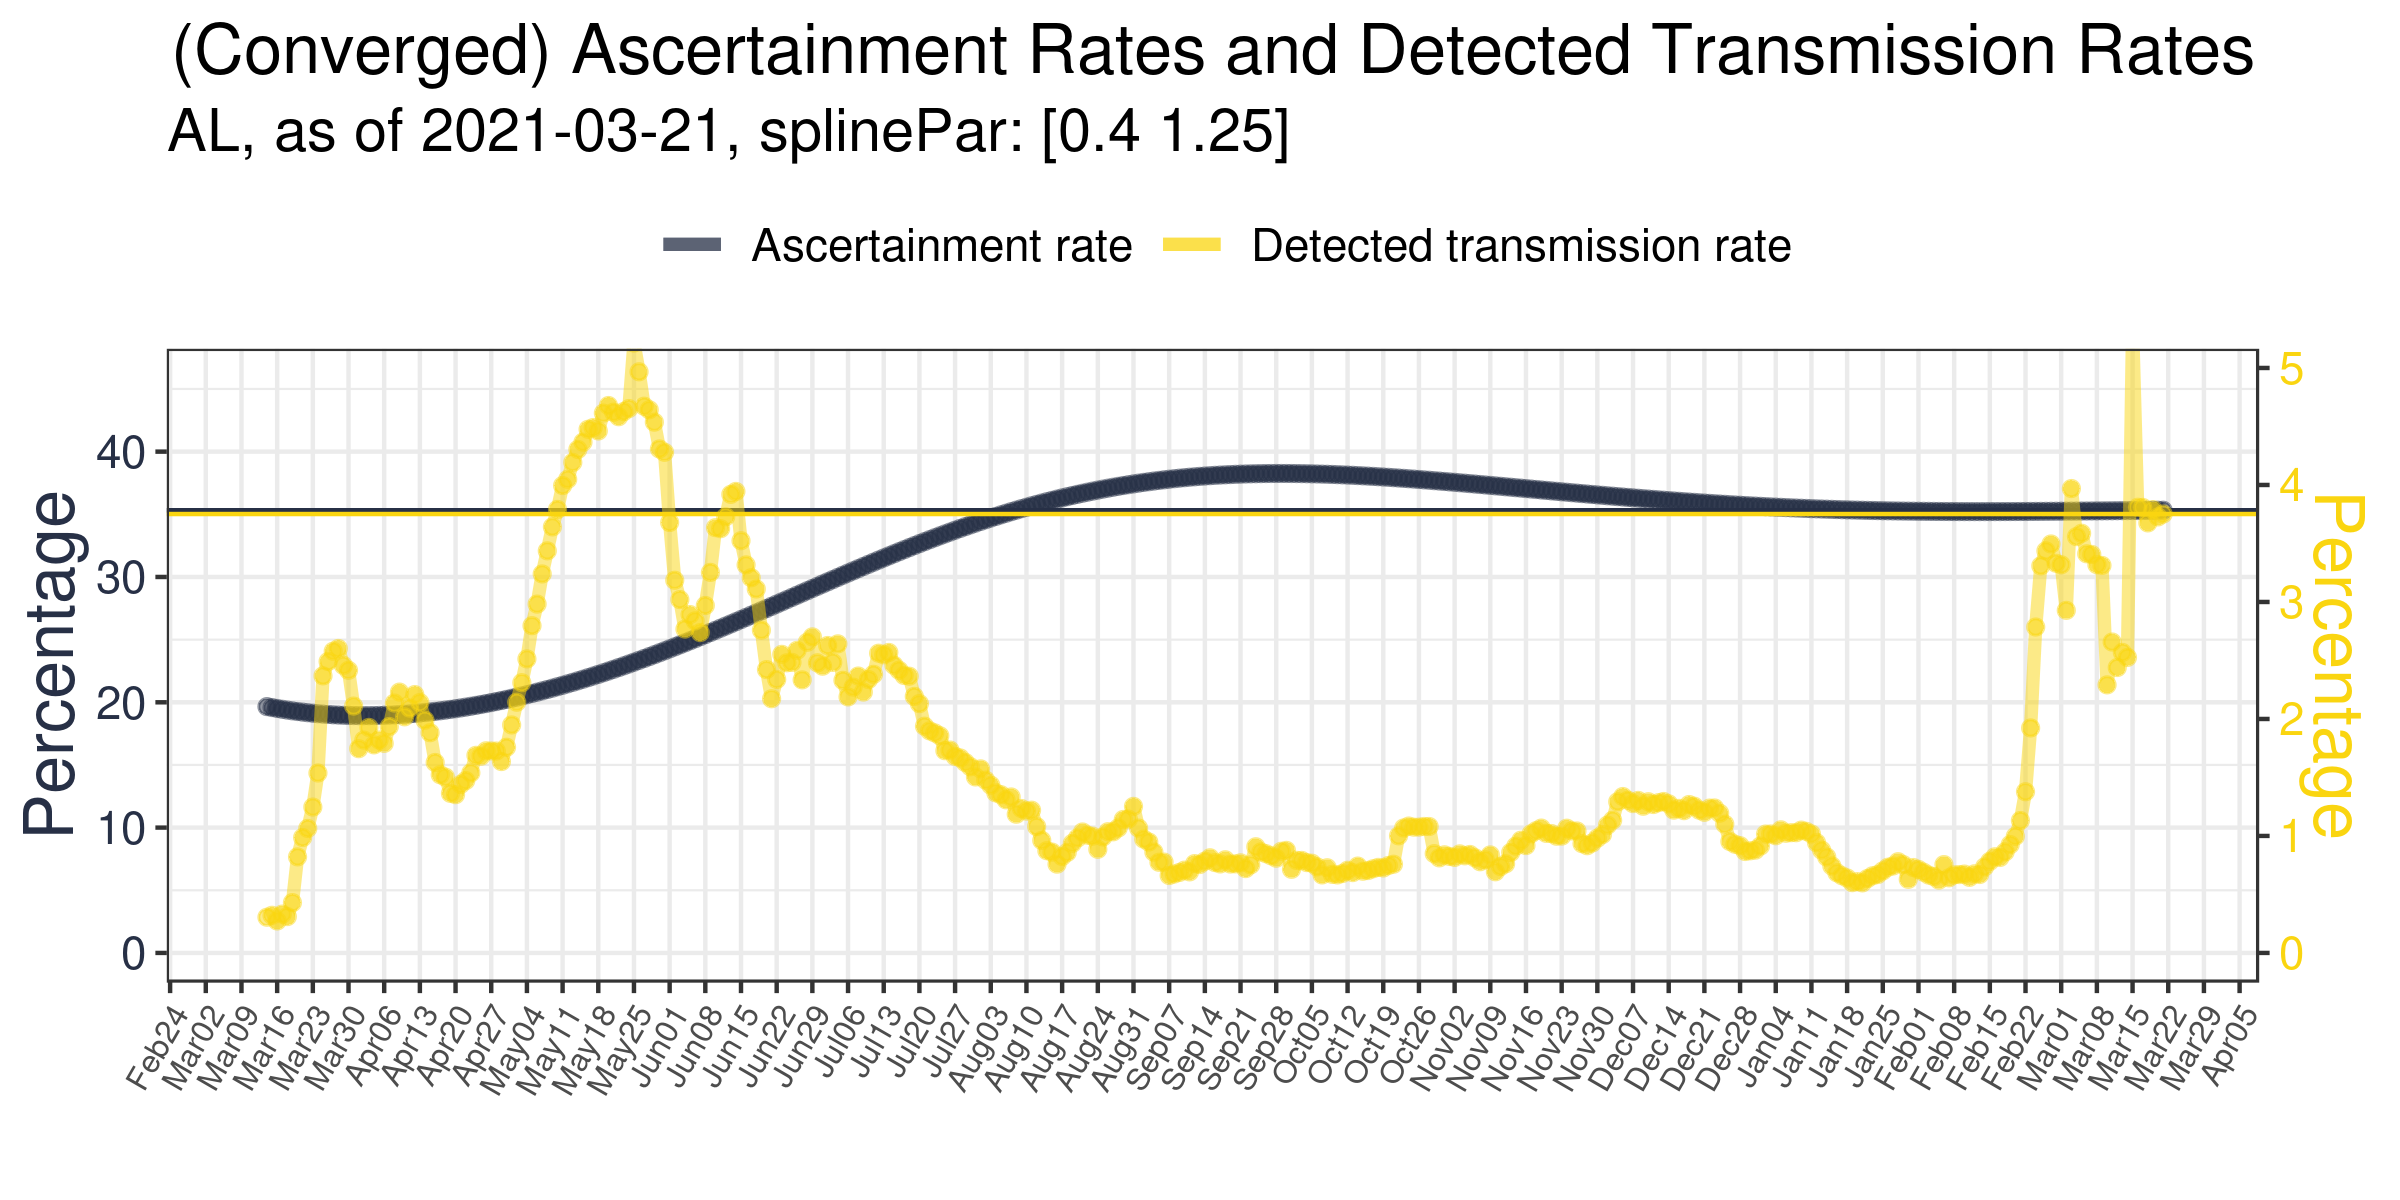 (Converged) Ascertainment Rates and Detected Transmission Rates
AL, as of 2021-03-21, splinePar: [0.4 1.25]
Ascertainment rate
Detected transmission rate
Percentage
40
30
20
10
0
5
4
3
2
1
0
Percentage
Feb24
Mar02
Mar09
Mar16
Mar23
Mar30
Apr06
Apr13
Apr20
Apr27
May04
May11
May18
May25
Jun01
Jun08
Jun15
Jun22
Jun29
Jul06
Jul13
Jul20
Jul27
Aug03
Aug10
Aug17
Aug24
Aug31
Sep07
Sep14
Sep21
Sep28
Oct05
Oct12
Oct19
Oct26
Nov02
Nov09
Nov16
Nov23
Nov30
Dec07
Dec14
Dec21
Dec28
Jan04
Jan11
Jan18
Jan25
Feb01
Feb08
Feb15
Feb22
Mar01
Mar08
Mar15
Mar22
Mar29
Apr05